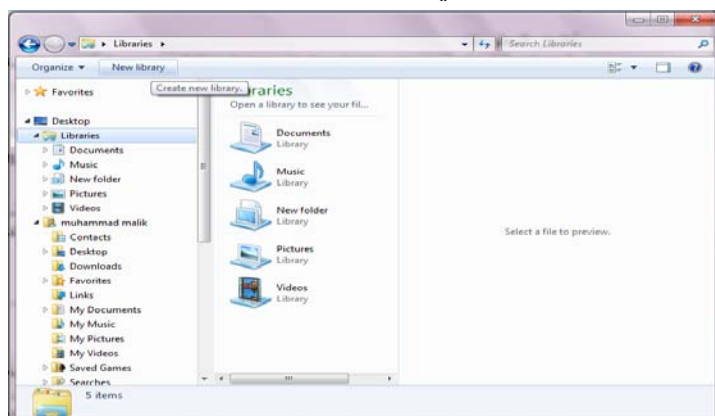 Libraries
Search Libraries
Organize
New library
Create new library.
Favorites
Desktop
Libraries
Documents
Music
New folder
Pictures
Videos
muhammad malik
Contacts
Desktop
Downloads
Favorites
Links
My Documents
My Music
My Pictures
My Videos
Saved Games
Searches
raries
Open a library to see your fil...
Documents
Library
Music
Library
New folder
Library
Pictures
Library
Videos
Library
Select a file to preview.
5 items